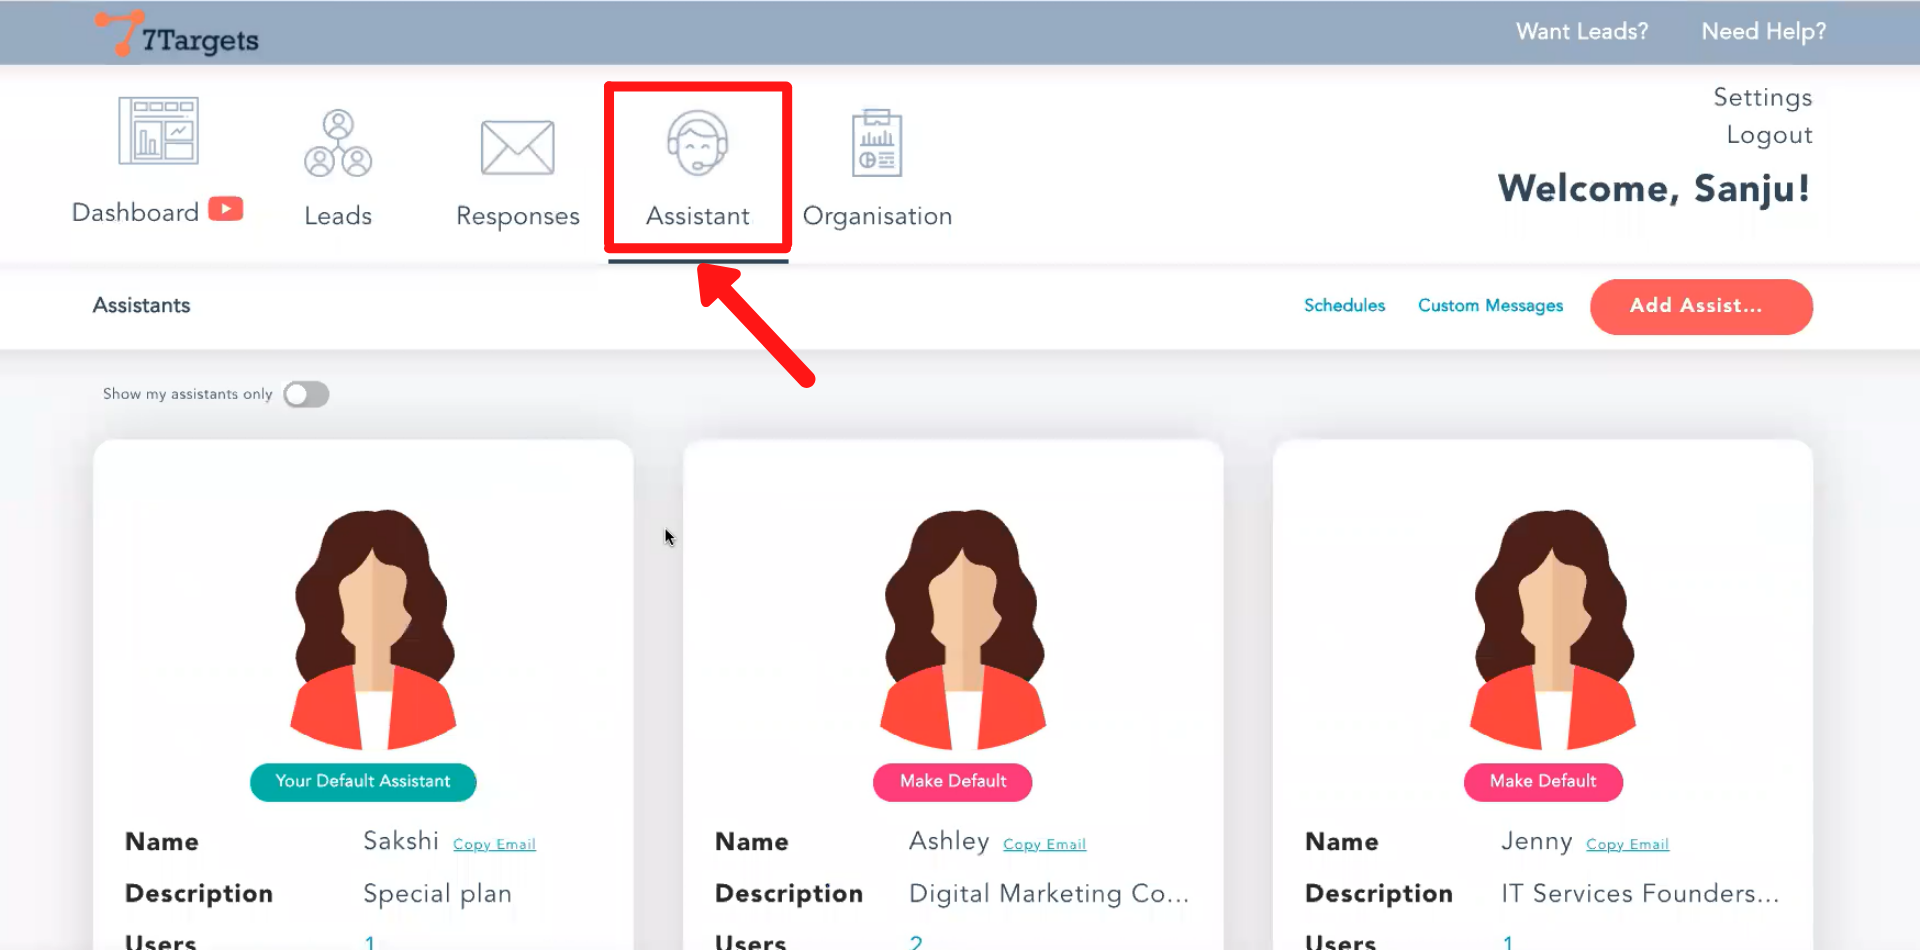 7Targets
Want Leads? Need Help?
Settings
Logout
Welcome, Sanju!
Dashboard Leads Responses Assistant Organisation
Assistants Schedules Custom Messages Add Assist...
Show my assistants only
Your Default Assistant Make Default Make Default
Name Sakshi Copy Email Name Ashley Copy Email Name Jenny Copy Email
Description Special plan Description Digital Marketing Co... Description IT Services Founders...
Users 1 Users 2 Users 1